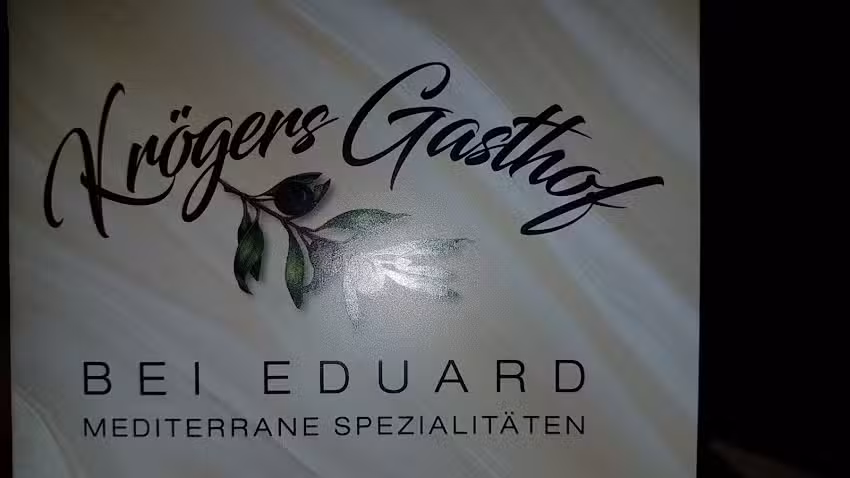 Krögers Gasthof
BEI EDUARD
MEDITERRANE SPEZIALITÄTEN